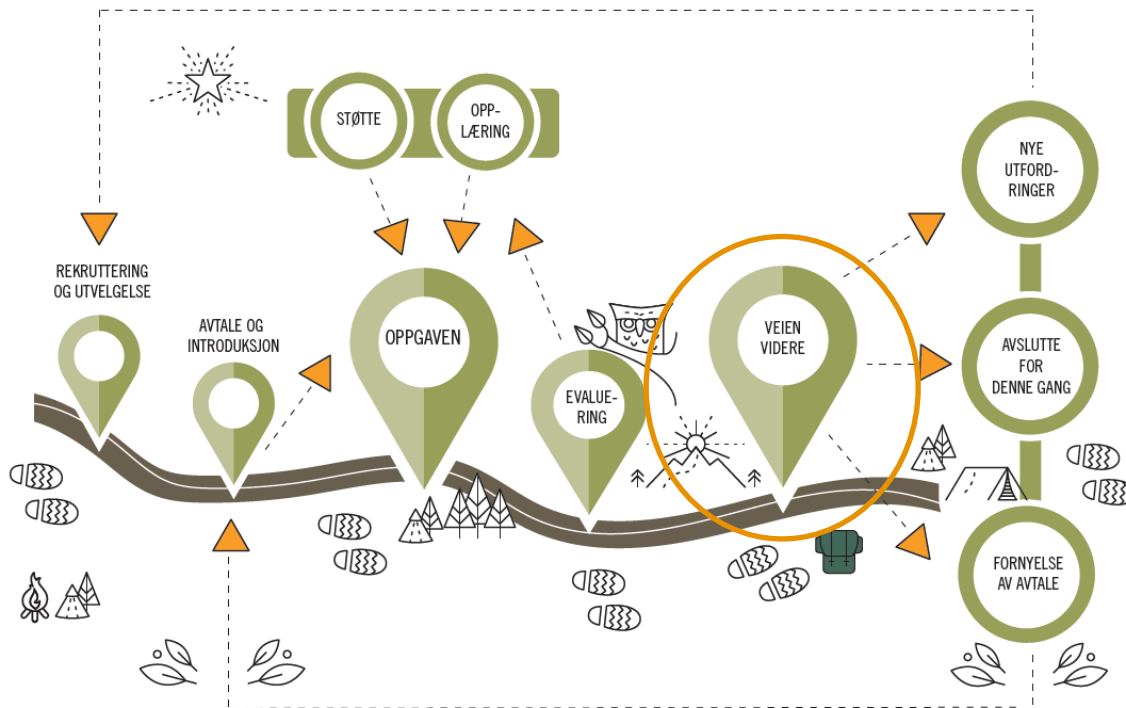 STØTTE
OPP-
LÆRING
NYE
UTFORD-
RINGER
REKRUTTERING
OG UTVELGELSE
AVTALE OG
INTRODUKSJON
OPPGAVEN
EVALUE-
RING
VEIEN
VIDERE
AVSLUTTE
FOR
DENNE GANG
FORNYELSE
AV AVTALE